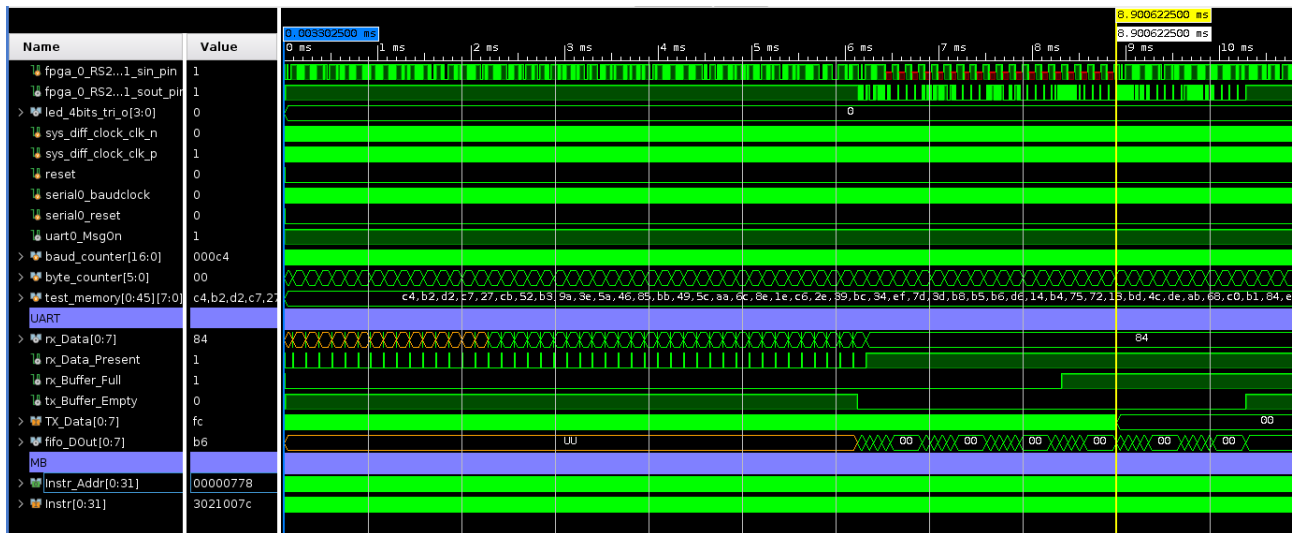 8.900622500 ms
0.003302500 ms
8.900622500 ms
Name Value
0 ms 1 ms 2 ms 3 ms 4 ms 5 ms 6 ms 7 ms 8 ms 9 ms 10 ms
fpga_0_RS2...1_sin_pin 1
fpga_0_RS2...1_sout_pin 1
led_4bits_tri_o[3:0] 0 0
sys_diff_clock_clk_n 0
sys_diff_clock_clk_p 1
reset 0
serial0_baudclock 0
serial0_reset 0
uart0_MsgOn 1
baud_counter[16:0] 000c4
byte_counter[5:0] 00
test_memory[0:45][7:0] c4,b2,d2,c7,27 c4,b2,d2,c7,27,cb,52,b3,9a,3e,5a,46,85,bb,49,5c,aa,6c,8e,1e,c6,2e,39,bc,34,ef,7d,3d,b8,b5,b6,d6,14,b4,75,72,18,bd,4c,de,ab,68,c0,b1,84,e
UART
rx_Data[0:7] 84 84
rx_Data_Present 1
rx_Buffer_Full 1
tx_Buffer_Empty 0
TX_Data[0:7] fc 00
fifo_DOut[0:7] b6 UU 00 00 00 00 00 00
MB
Instr_Addr[0:31] 00000778
Instr[0:31] 3021007c